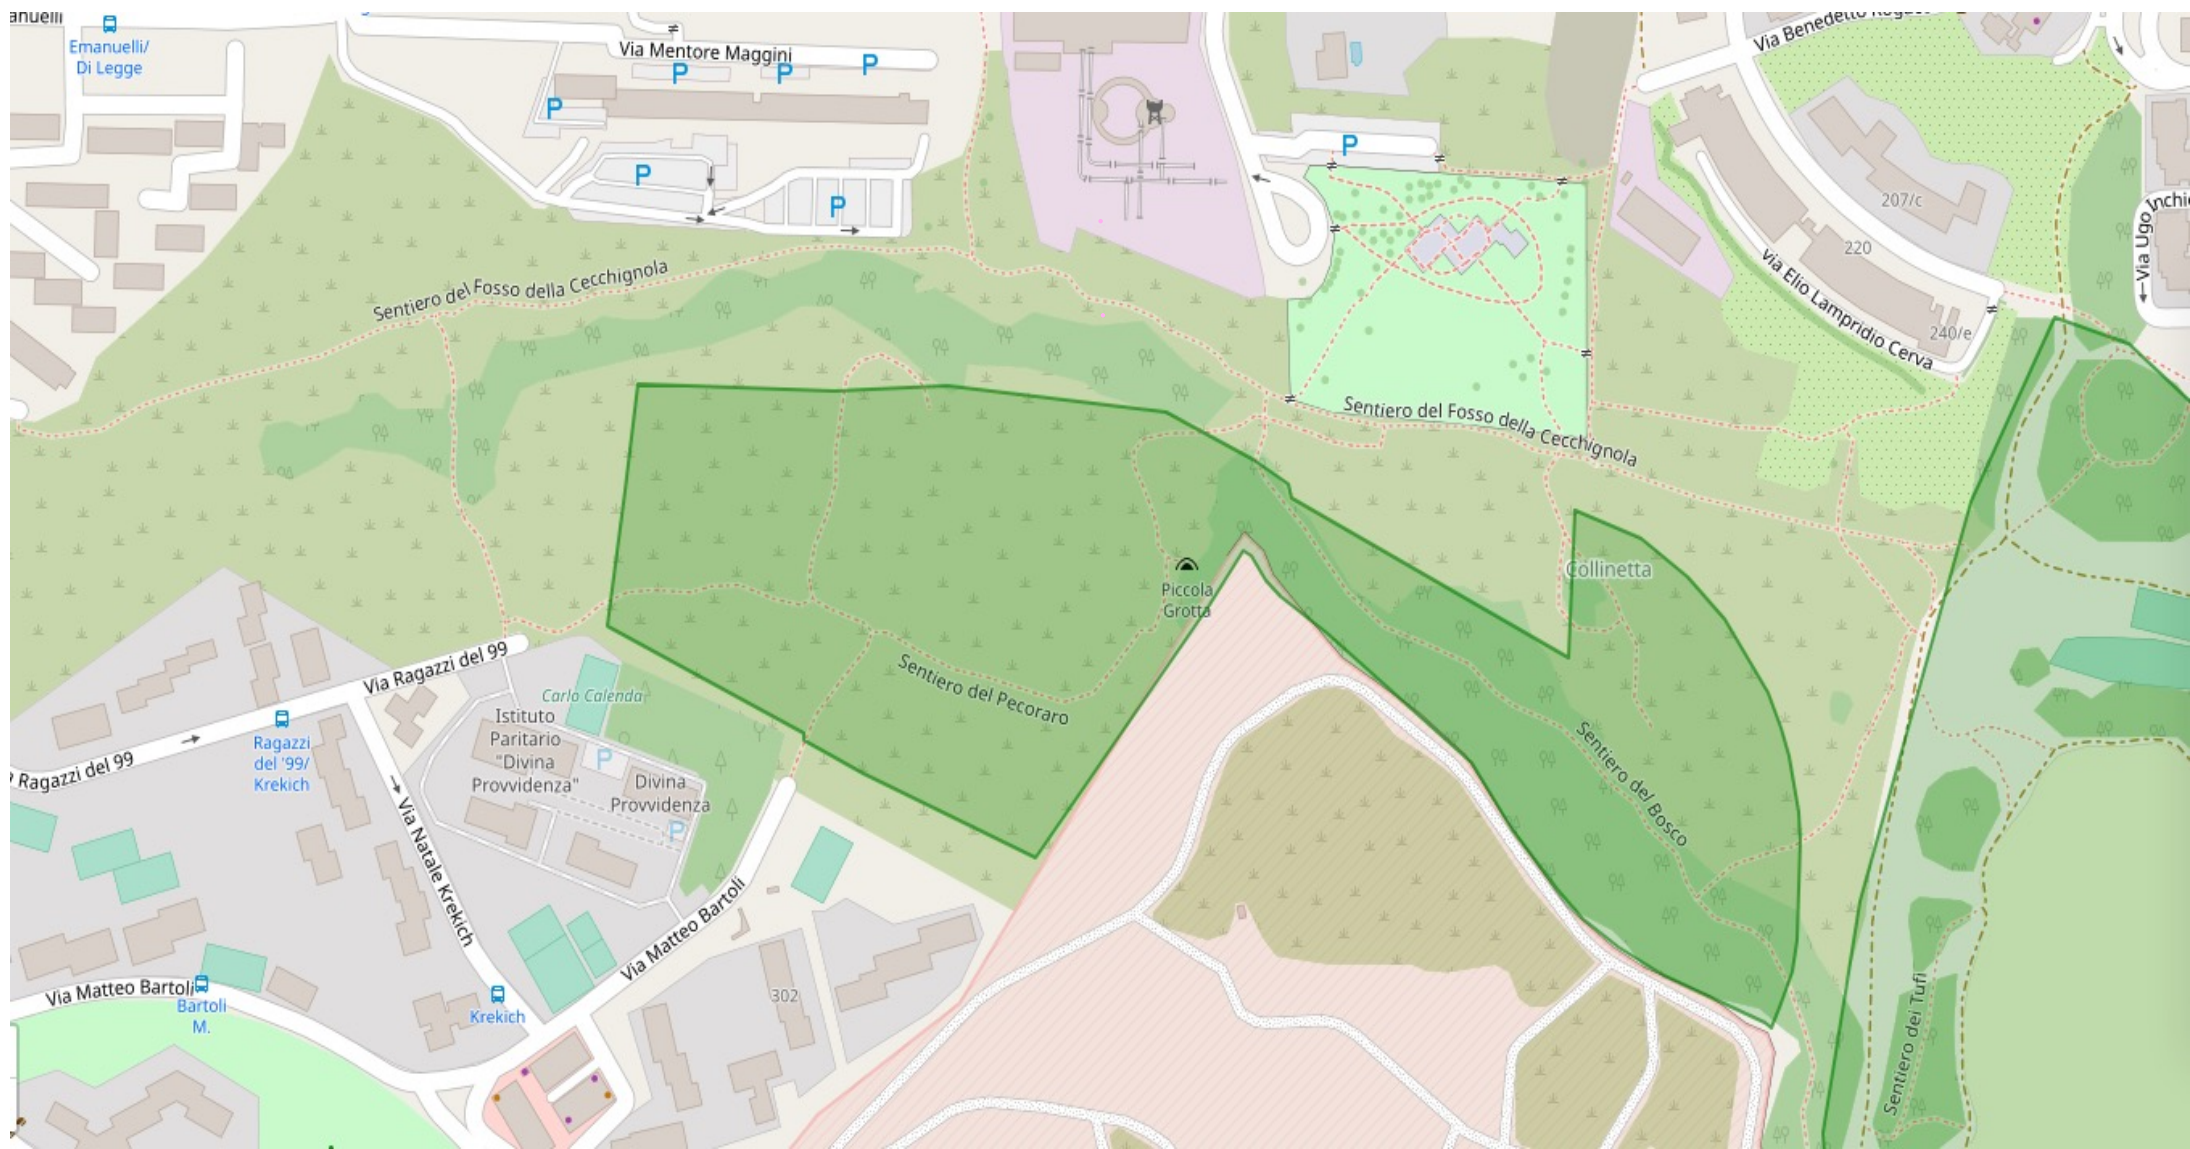 anuelli
Emanuelli/
Di Legge
Via Mentore Maggini
P
P
P
P
P
P
P
Via Benedetto
207/c
220
240/e
via Elio Lampridio Cerva
Via Ugo Inchi
Sentiero del Fosso della Cecchignola
Sentiero del Fosso della Cecchignola
Collinetta
Piccola
Grotta
Sentiero del Pecoraro
Sentiero del Bosco
Sentiero dei Tufi
Via Ragazzi del 99
Ragazzi del 99
Ragazzi
del '99/
Krekich
Carlo Calenda
Istituto
Paritario
"Divina
Provvidenza"
P
Divina
Provvidenza
P
Via Natale Krekich
Via Matteo Bartoli
Via Matteo Bartoli
Bartoli
M.
Krekich
302